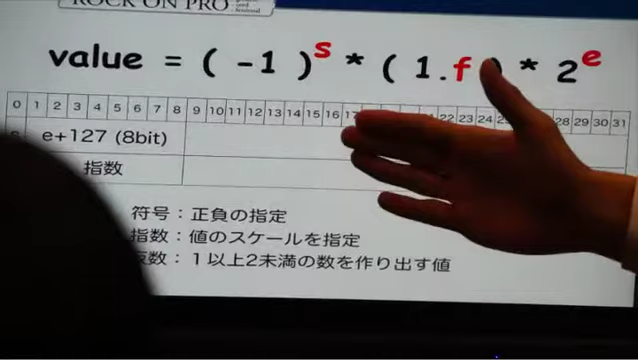 ROCK ON PRO
value = ( -1 )^s * ( 1.f ) * 2^e
0 1 2 3 4 5 6 7 8 9 10 11 12 13 14 15 16 17 22 23 24 28 29 30 31
s e+127 (8bit)
指数
符号：正負の指定
指数：値のスケールを指定
数：１以上2未満の数を作り出す値